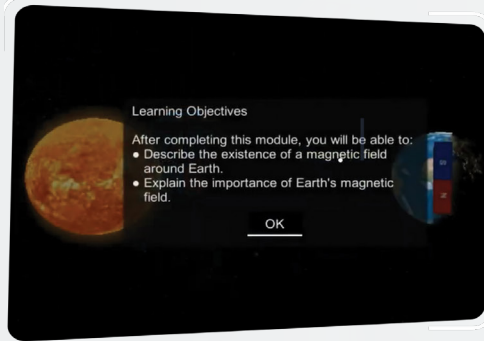 Learning Objectives
After completing this module, you will be able to:
● Describe the existence of a magnetic field
around Earth.
● Explain the importance of Earth's magnetic
field.
OK
S
N